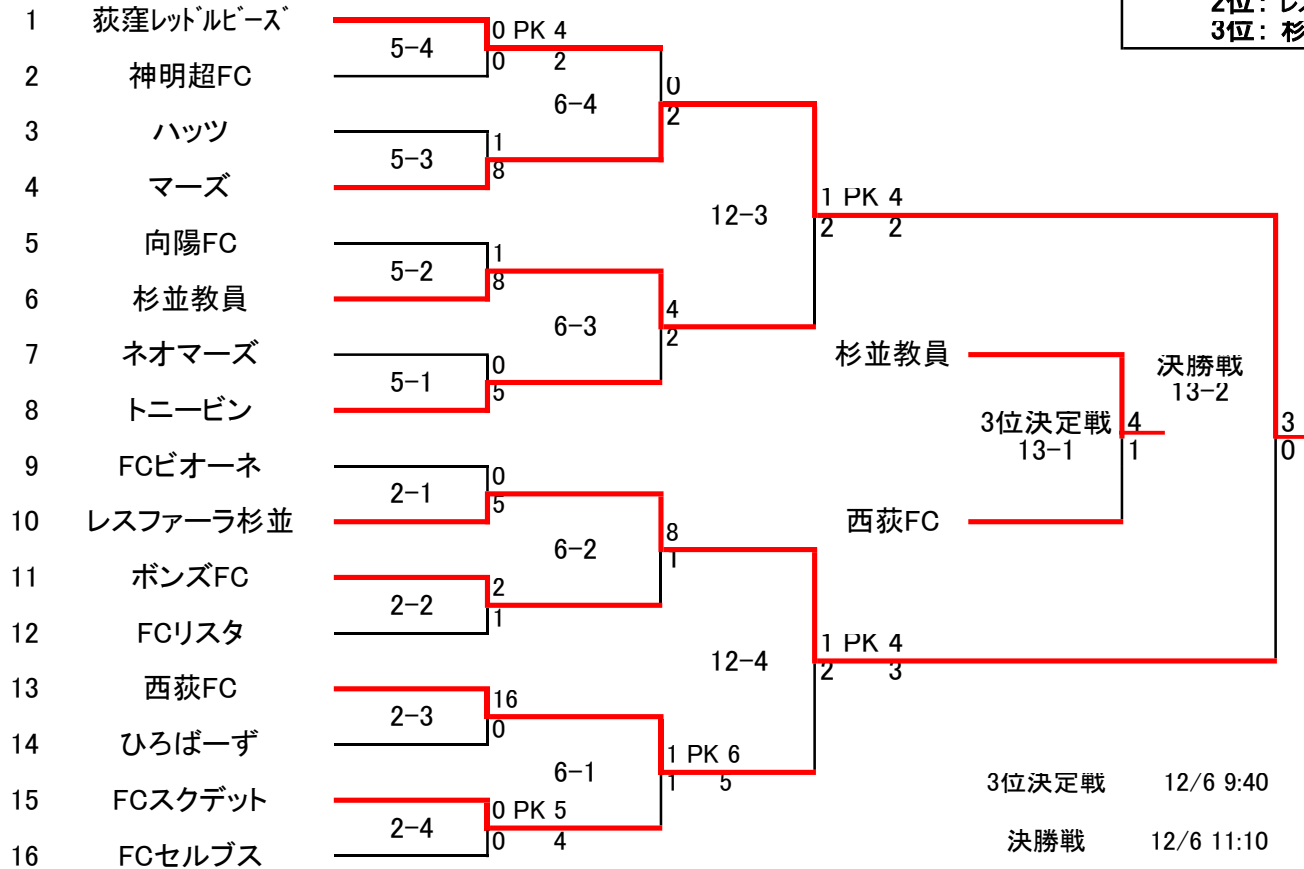 2位：レス
3位：杉
1 荻窪レッドルビーズ
0 PK 4
5-4
0 2
2 神明超FC
0
6-4
2
3 ハッツ
1
5-3
8
4 マーズ
1 PK 4
12-3
2 2
5 向陽FC
1
5-2
8
6 杉並教員
4
6-3
2
7 ネオマーズ
0
5-1
5
8 トニービン
杉並教員
決勝戦
13-2
3位決定戦
13-1
4
1
3
0
西荻FC
9 FCビオーネ
0
2-1
5
10 レスファーラ杉並
8
6-2
1
11 ボンズFC
2
2-2
1
12 FCリスタ
1 PK 4
12-4
2 3
13 西荻FC
16
2-3
0
14 ひろばーず
1 PK 6
6-1
1 5
15 FCスクデット
0 PK 5
2-4
0 4
16 FCセルブス
3位決定戦 12/6 9:40
決勝戦 12/6 11:10